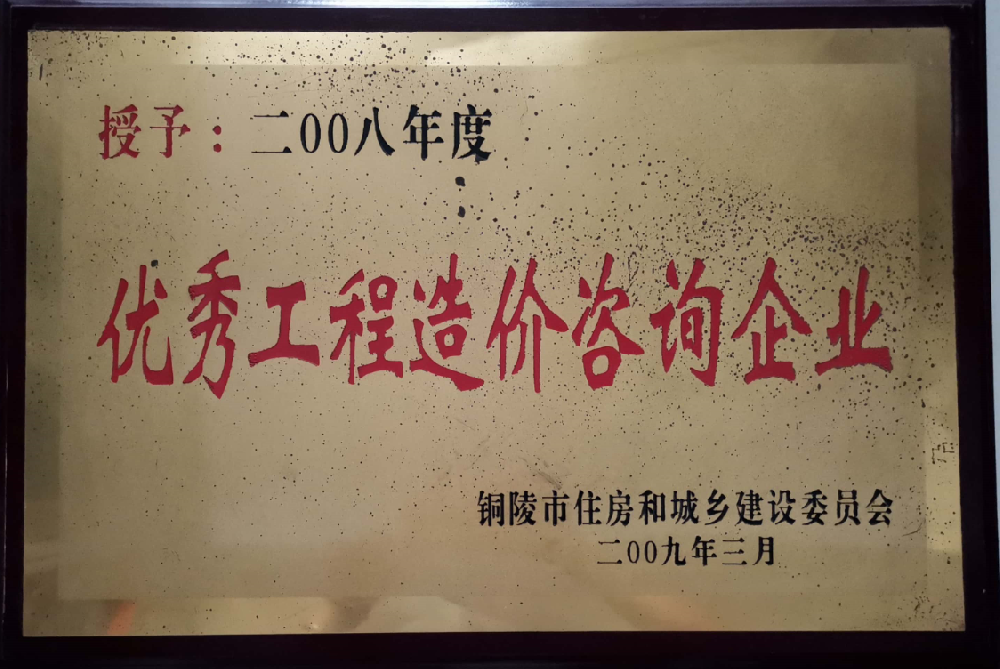 授予：二00八年度
优秀工程造价咨询企业
铜陵市住房和城乡建设委员会
二00九年三月